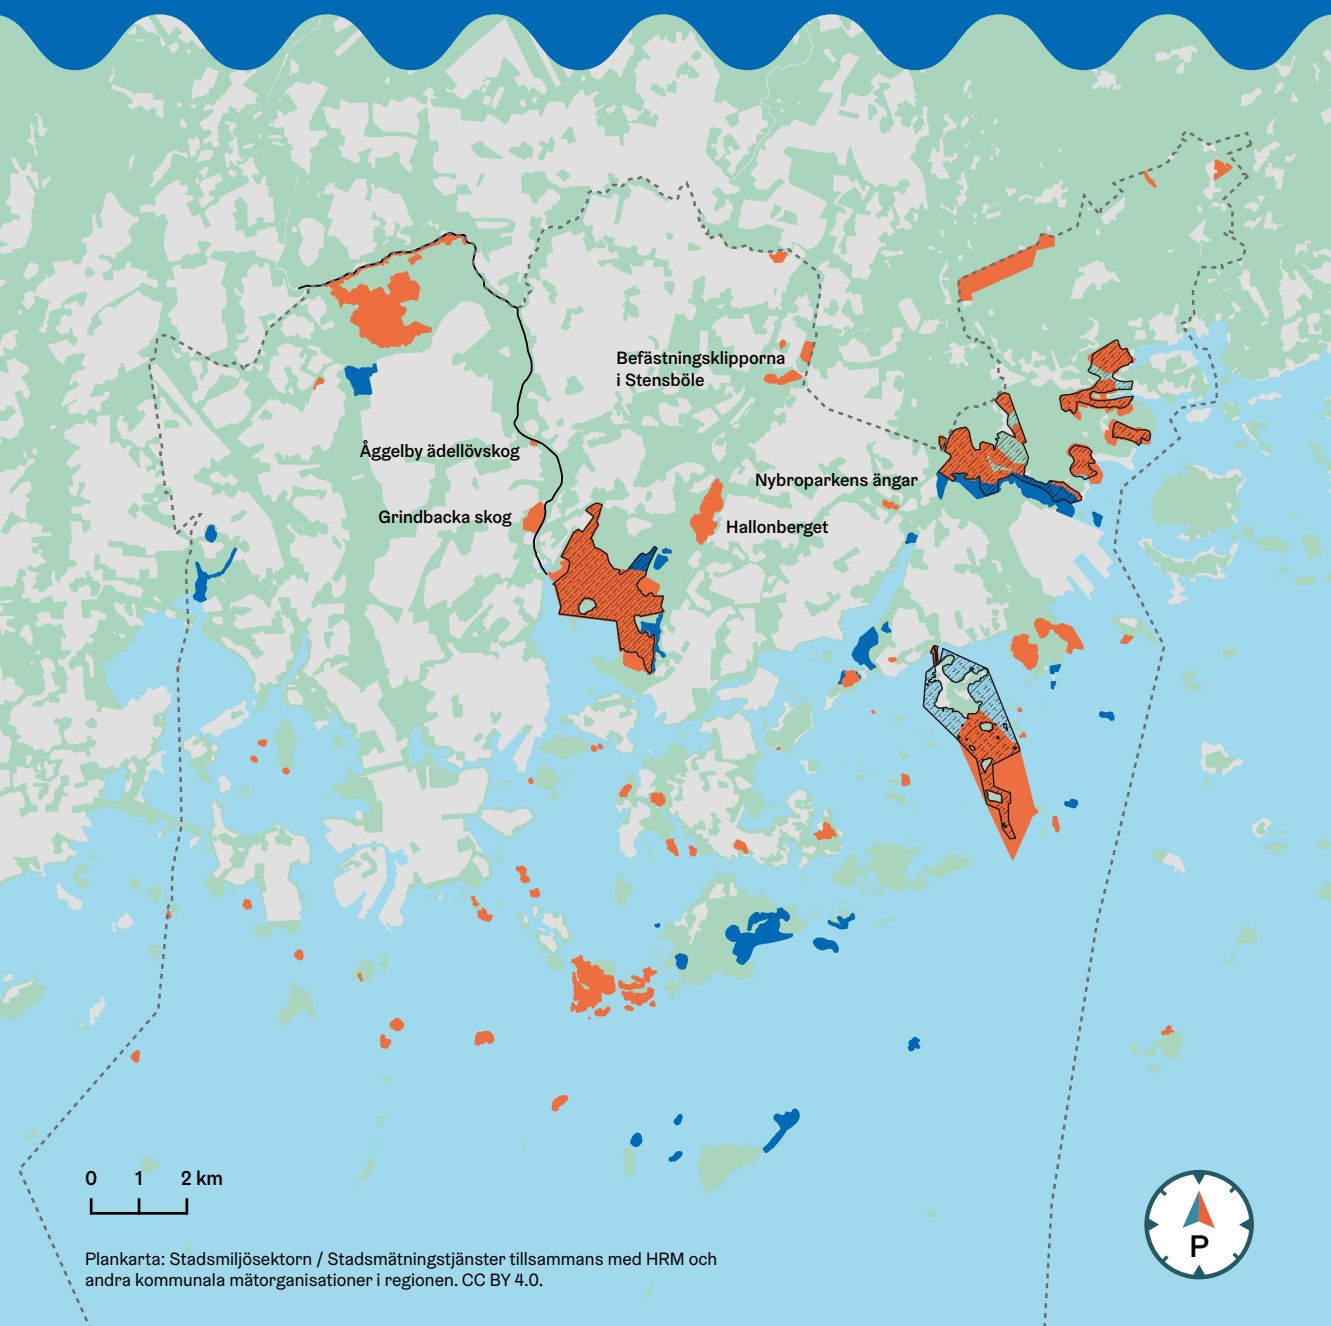 Befästningsklipporna
i Stensböle
Åggelby ädellövskog
Nybroparkens ängar
Grindbacka skog
Hallonberget
0 1 2 km
P
Plankarta: Stadsmiljösektorn / Stadsmätningstjänster tillsammans med HRM och
andra kommunala mätorganisationer i regionen. CC BY 4.0.